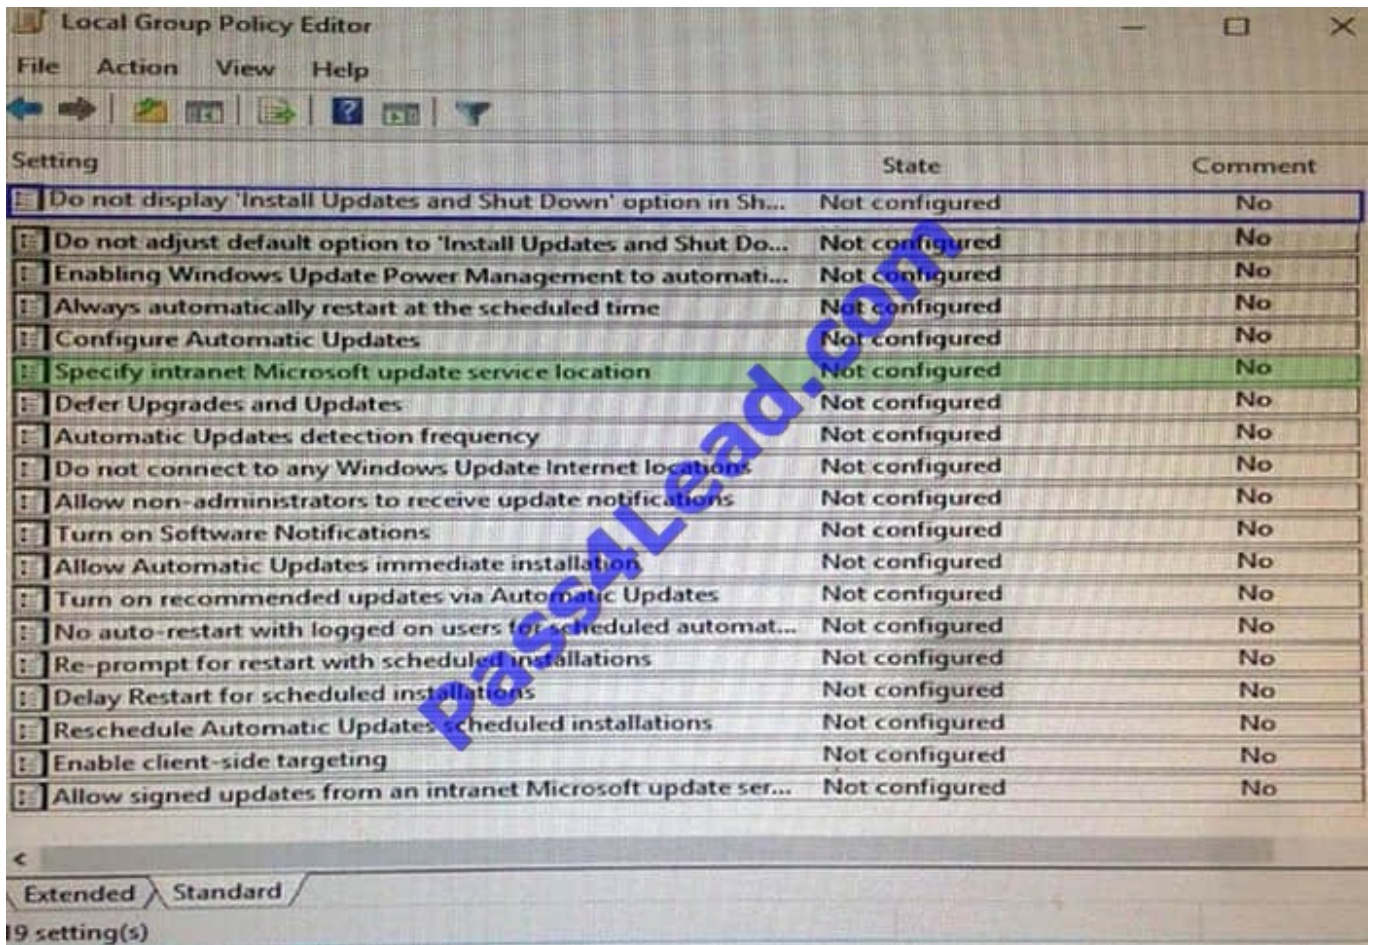 Local Group Policy Editor
File Action View Help
Setting State Comment
Do not display 'Install Updates and Shut Down' option in Sh... Not configured No
Do not adjust default option to 'Install Updates and Shut Do... Not configured No
Enabling Windows Update Power Management to automati... Not configured No
Always automatically restart at the scheduled time Not configured No
Configure Automatic Updates Not configured No
Specify intranet Microsoft update service location Not configured No
Defer Upgrades and Updates Not configured No
Automatic Updates detection frequency Not configured No
Do not connect to any Windows Update Internet locations Not configured No
Allow non-administrators to receive update notifications Not configured No
Turn on Software Notifications Not configured No
Allow Automatic Updates immediate installation Not configured No
Turn on recommended updates via Automatic Updates Not configured No
No auto-restart with logged on users for scheduled automat... Not configured No
Re-prompt for restart with scheduled installations Not configured No
Delay Restart for scheduled installations Not configured No
Reschedule Automatic Updates scheduled installations Not configured No
Enable client-side targeting Not configured No
Allow signed updates from an intranet Microsoft update ser... Not configured No
Extended Standard
19 setting(s)
Pass4Lead.com